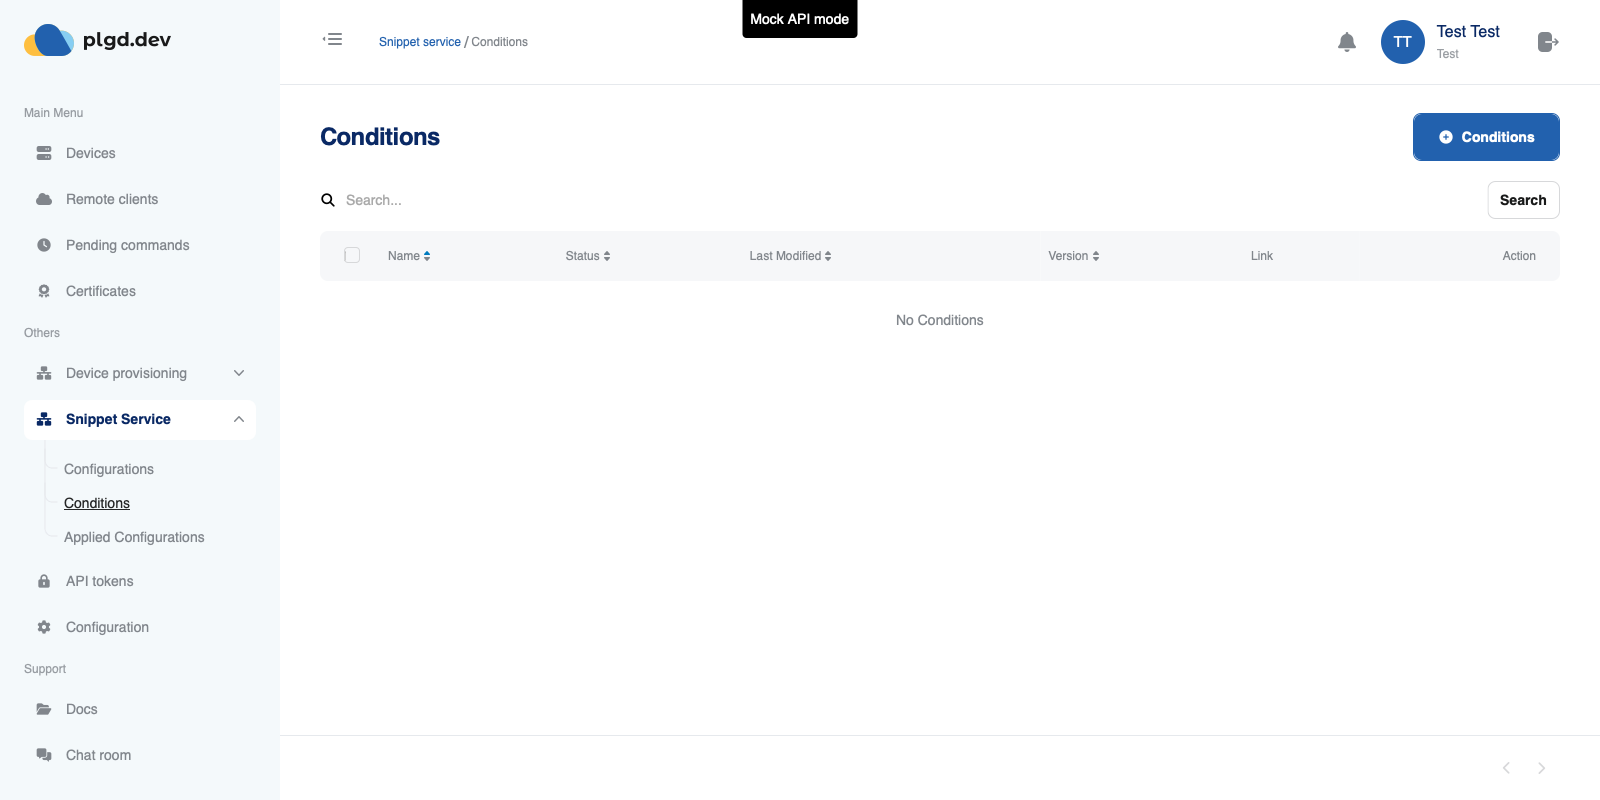 plgd.dev
Mock API mode
Snippet service / Conditions
TT
Test Test
Test
Main Menu
Devices
Remote clients
Pending commands
Certificates
Others
Device provisioning
Snippet Service
Configurations
Conditions
Applied Configurations
API tokens
Configuration
Support
Docs
Chat room
Conditions
Conditions
Search...
Search
Name Status Last Modified Version Link Action
No Conditions